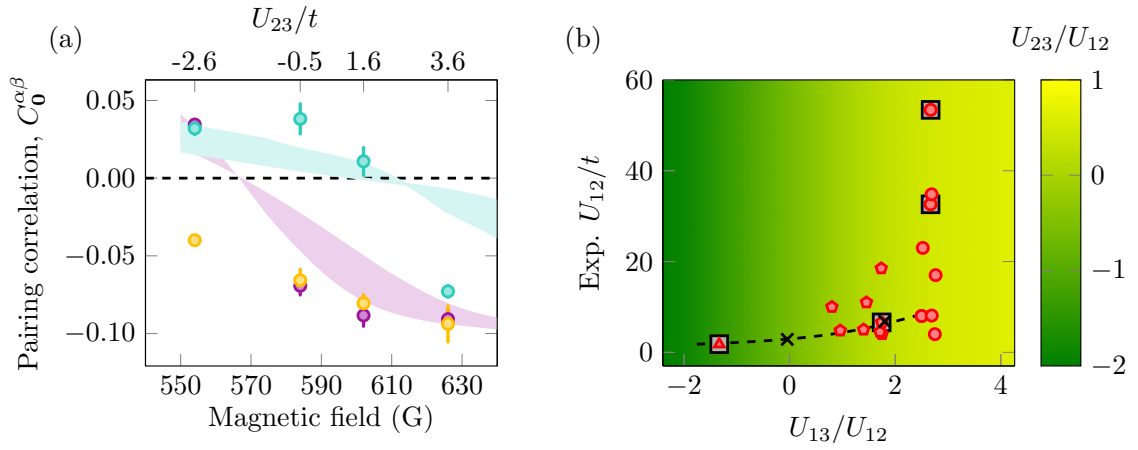 (a)
U₂₃/t
-2.6 -0.5 1.6 3.6
Pairing correlation, C₀^{αβ}
0.05
0.00
−0.05
−0.10
550 570 590 610 630
Magnetic field (G)
(b)
U₂₃/U₁₂
Exp. U₁₂/t
60
40
20
0
−2 0 2 4
U₁₃/U₁₂
1
0
−1
−2